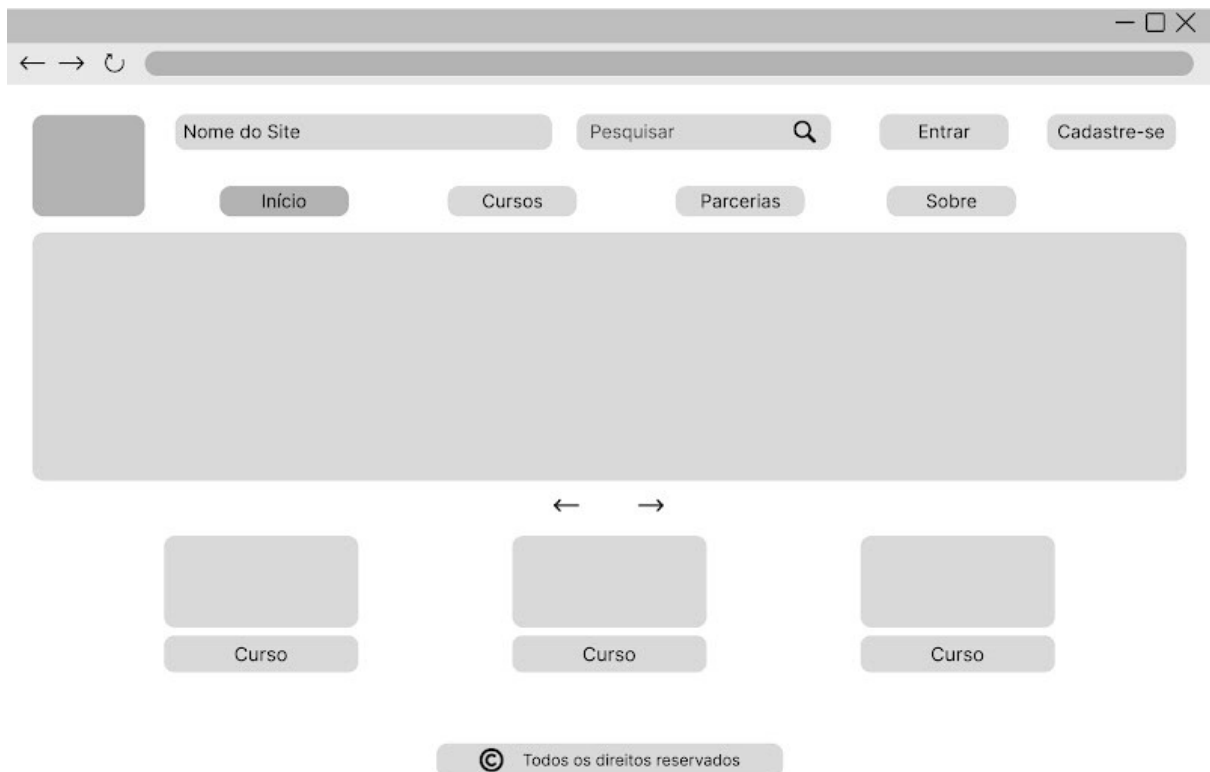 Nome do Site
Pesquisar
Entrar
Cadastre-se
Início
Cursos
Parcerias
Sobre
Curso
Curso
Curso
© Todos os direitos reservados